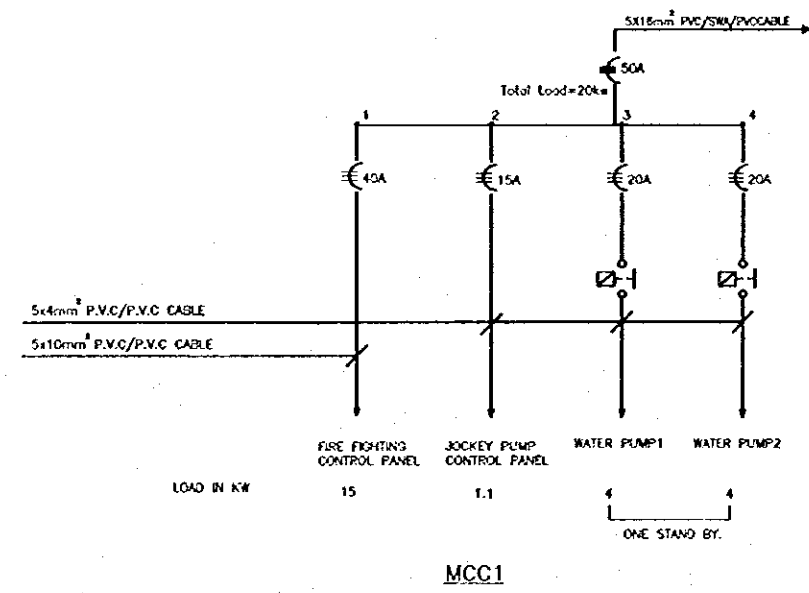 5X16mm² PVC/SWA/PVCCABLE
50A
Total Load=20kw
1 2 3 4
40A 15A 20A 20A
5x4mm² P.V.C/P.V.C CABLE
5x10mm² P.V.C/P.V.C CABLE
FIRE FIGHTING
CONTROL PANEL
JOCKEY PUMP
CONTROL PANEL
WATER PUMP1
WATER PUMP2
LOAD IN KW 15 1.1 4 4
ONE STAND BY.
MCC1